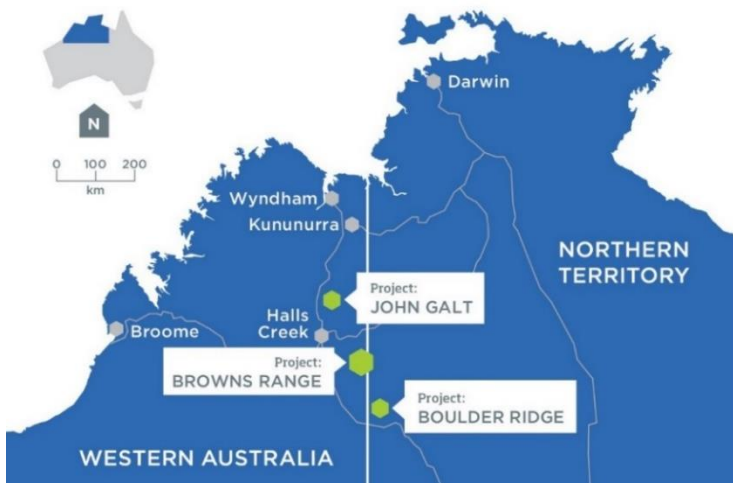 N
0 100 200
km
Darwin
Wyndham
Kununurra
NORTHERN
TERRITORY
Project:
JOHN GALT
Halls
Creek
Broome
Project:
BROWNS RANGE
Project:
BOULDER RIDGE
WESTERN AUSTRALIA